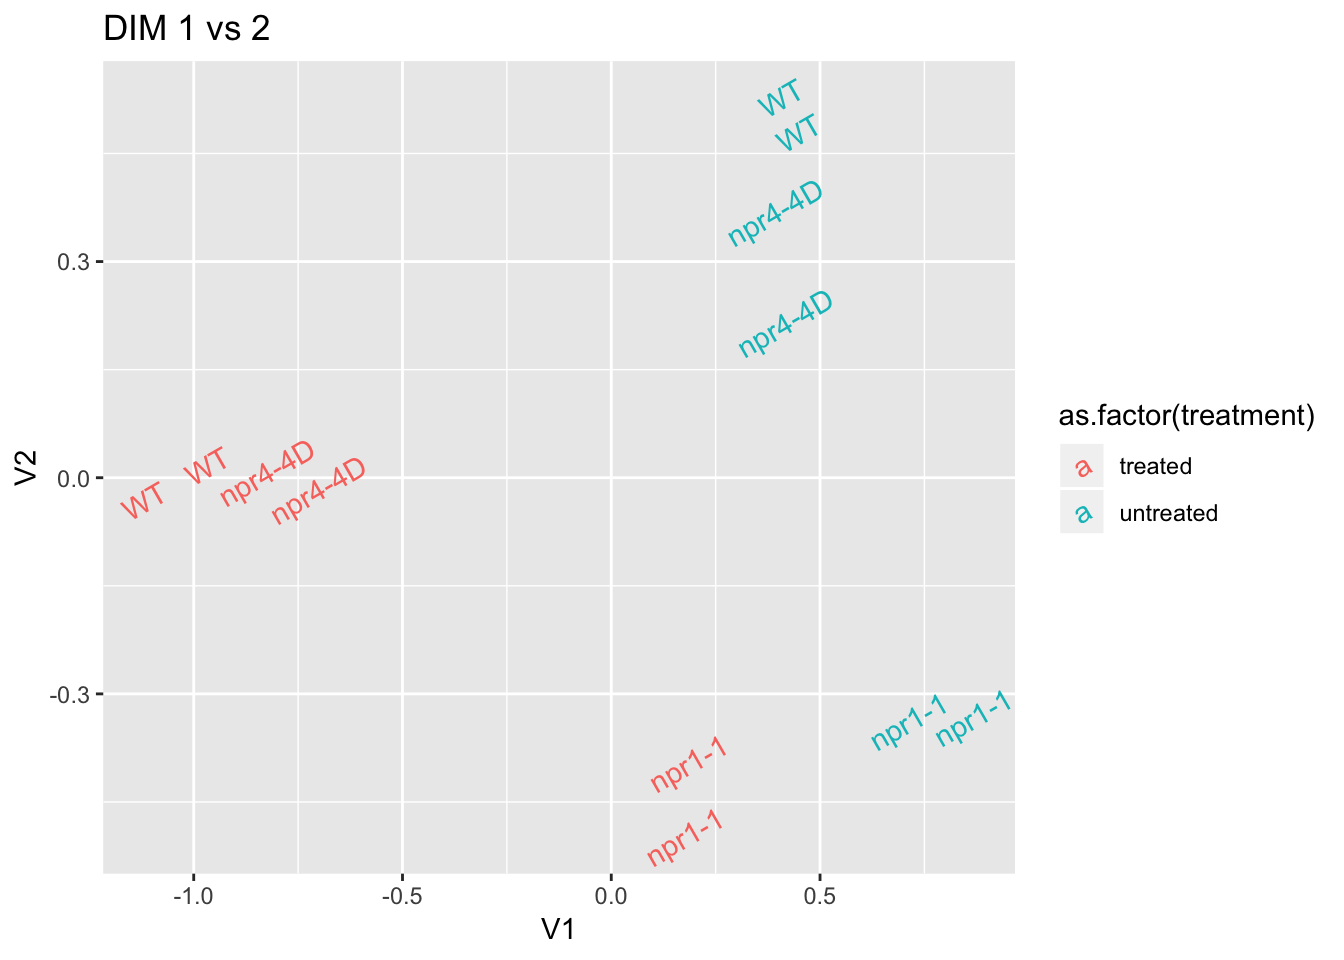 DIM 1 vs 2
WT
WT
npr4-4D
npr4-4D
WT
WT
npr4-4D
npr4-4D
npr1-1
npr1-1
npr1-1
npr1-1
0.3
0.0
-0.3
V2
-1.0
-0.5
0.0
0.5
V1
as.factor(treatment)
a treated
a untreated